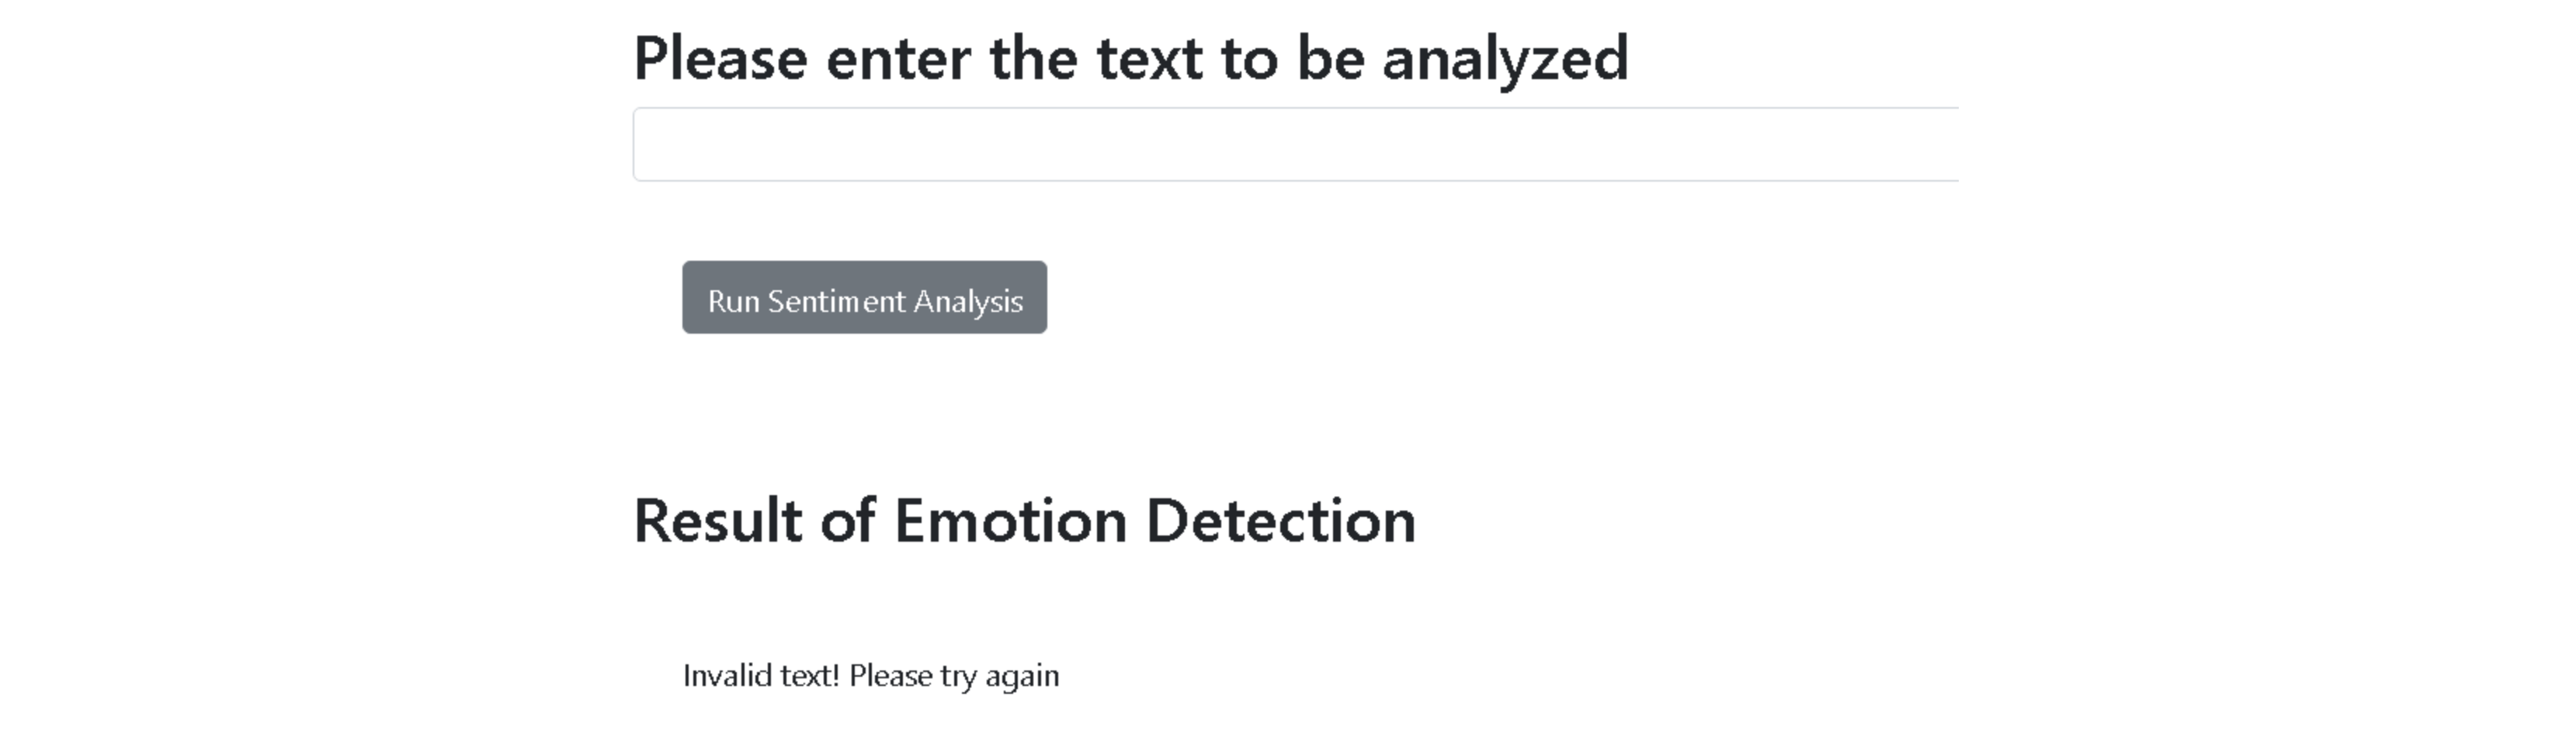 Please enter the text to be analyzed
Run Sentiment Analysis
Result of Emotion Detection
Invalid text! Please try again